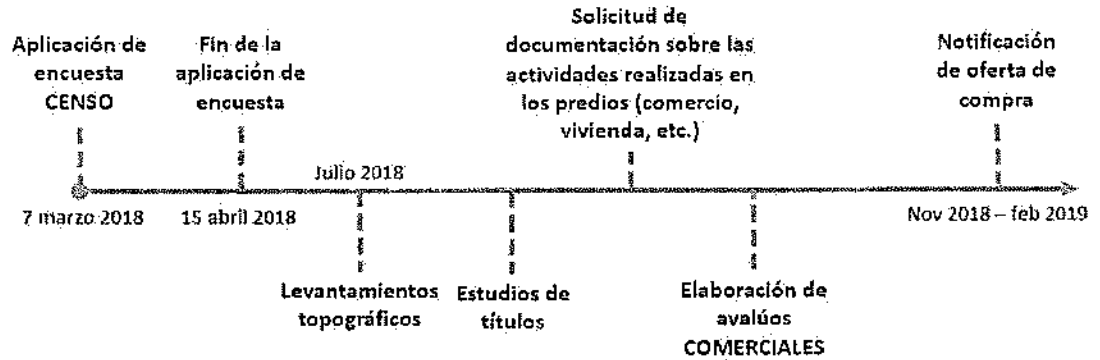 Aplicación de
encuesta
CENSO
Fin de la
aplicación de
encuesta
Solicitud de
documentación sobre las
actividades realizadas en
los predios (comercio,
vivienda, etc.)
Notificación
de oferta de
compra
Julio 2018
7 marzo 2018
15 abril 2018
Nov 2018 – feb 2019
Levantamientos
topográficos
Estudios de
títulos
Elaboración de
avalúos
COMERCIALES